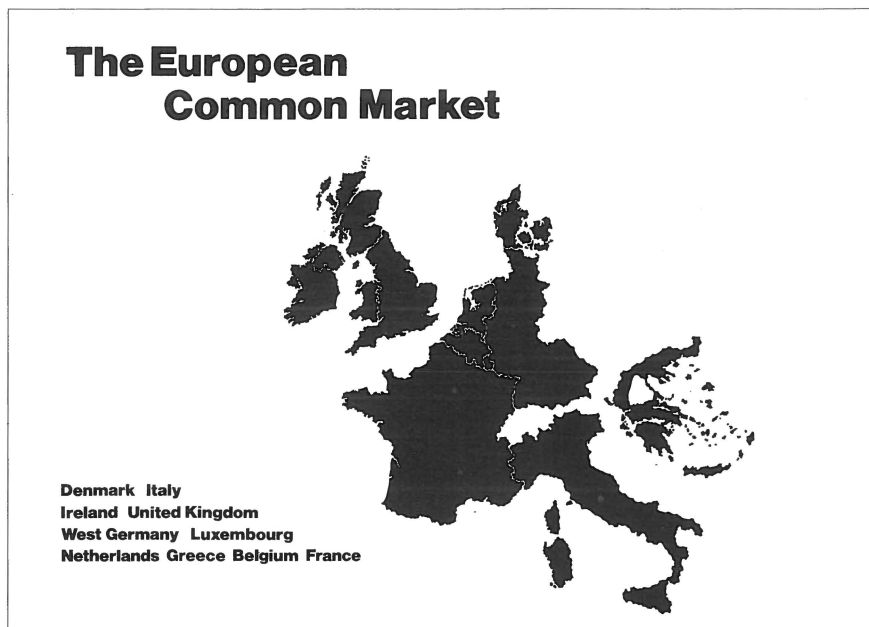 The European
Common Market
Denmark Italy
Ireland United Kingdom
West Germany Luxembourg
Netherlands Greece Belgium France